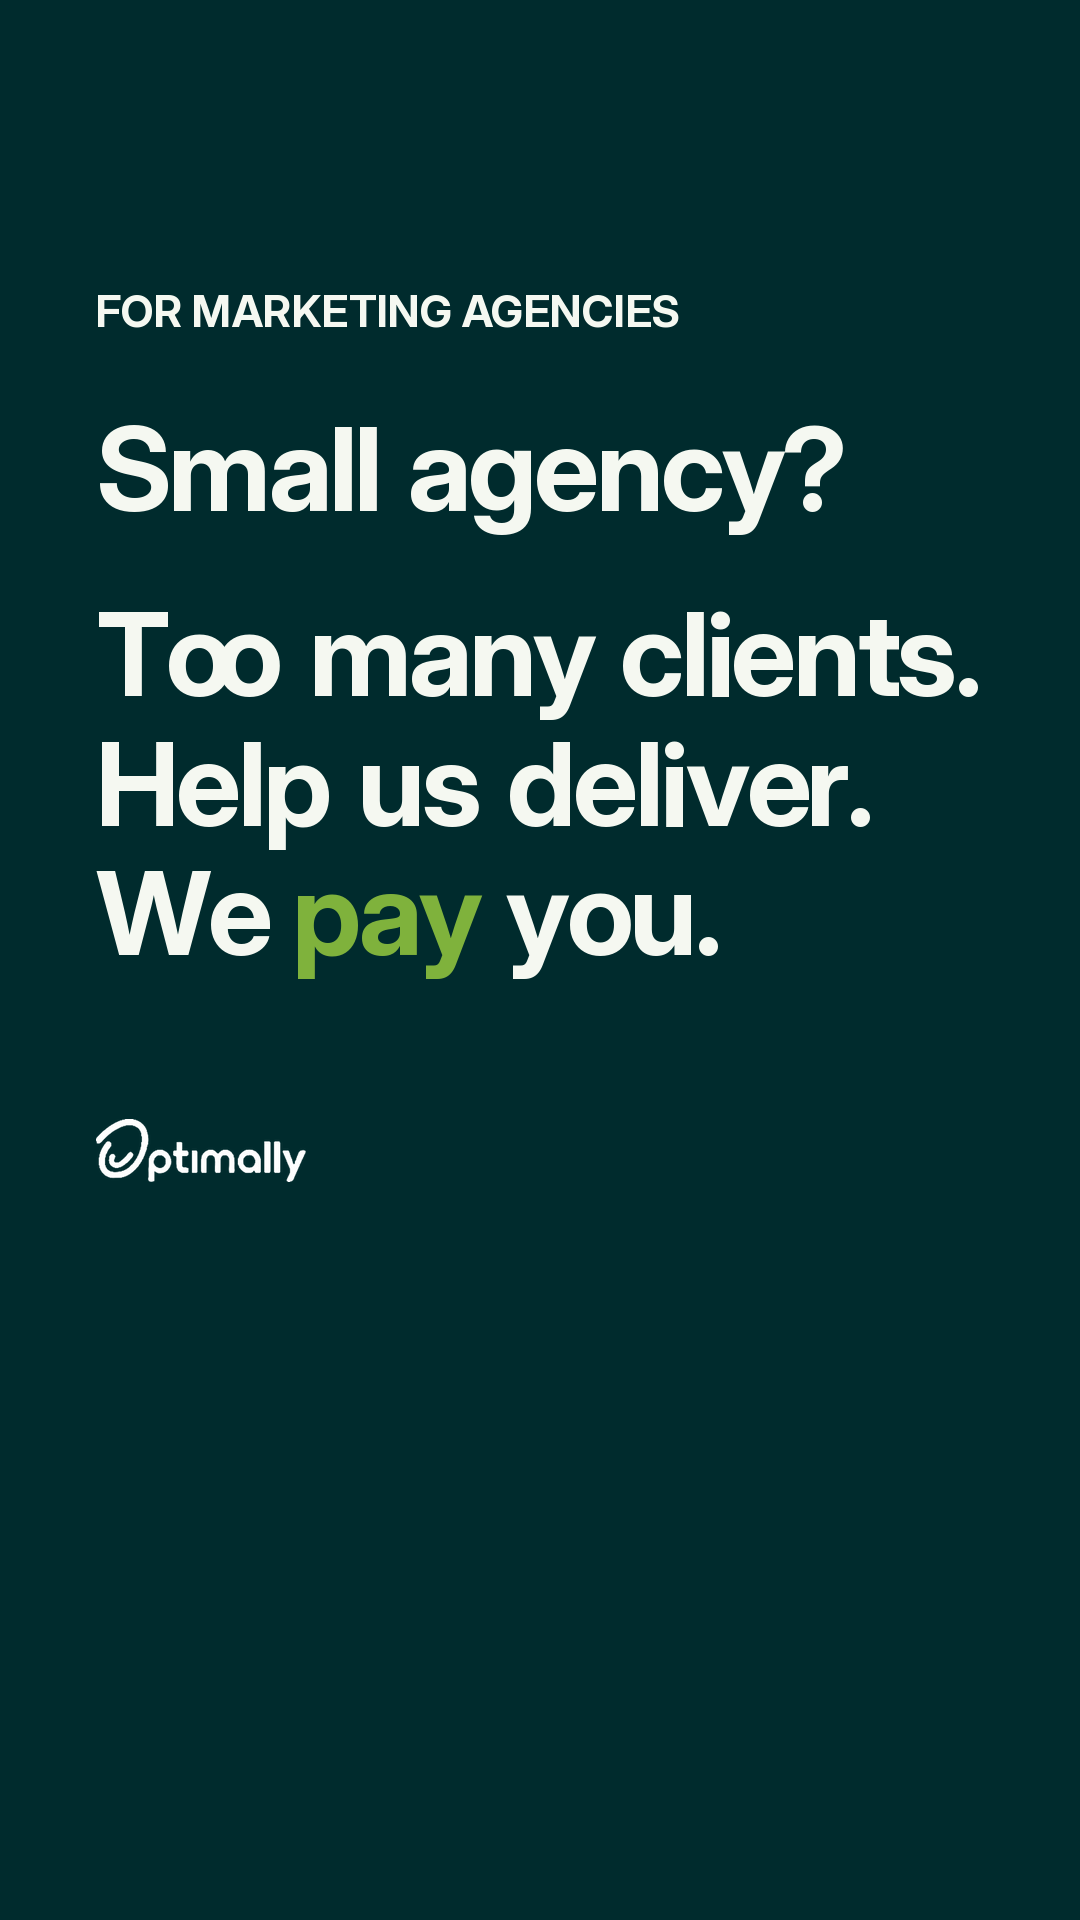 FOR MARKETING AGENCIES
Small agency?
Too many clients.
Help us deliver.
We pay you.
Optimally